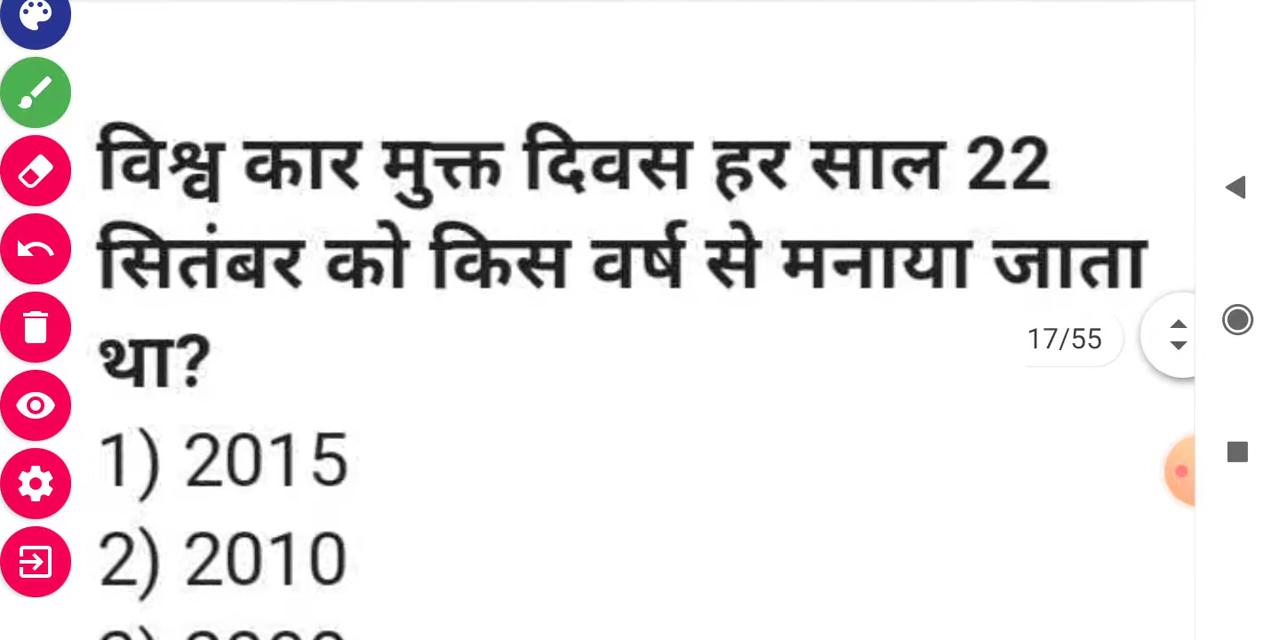 विश्व कार मुक्त दिवस हर साल 22
सितंबर को किस वर्ष से मनाया जाता
था?
17/55
1) 2015
2) 2010